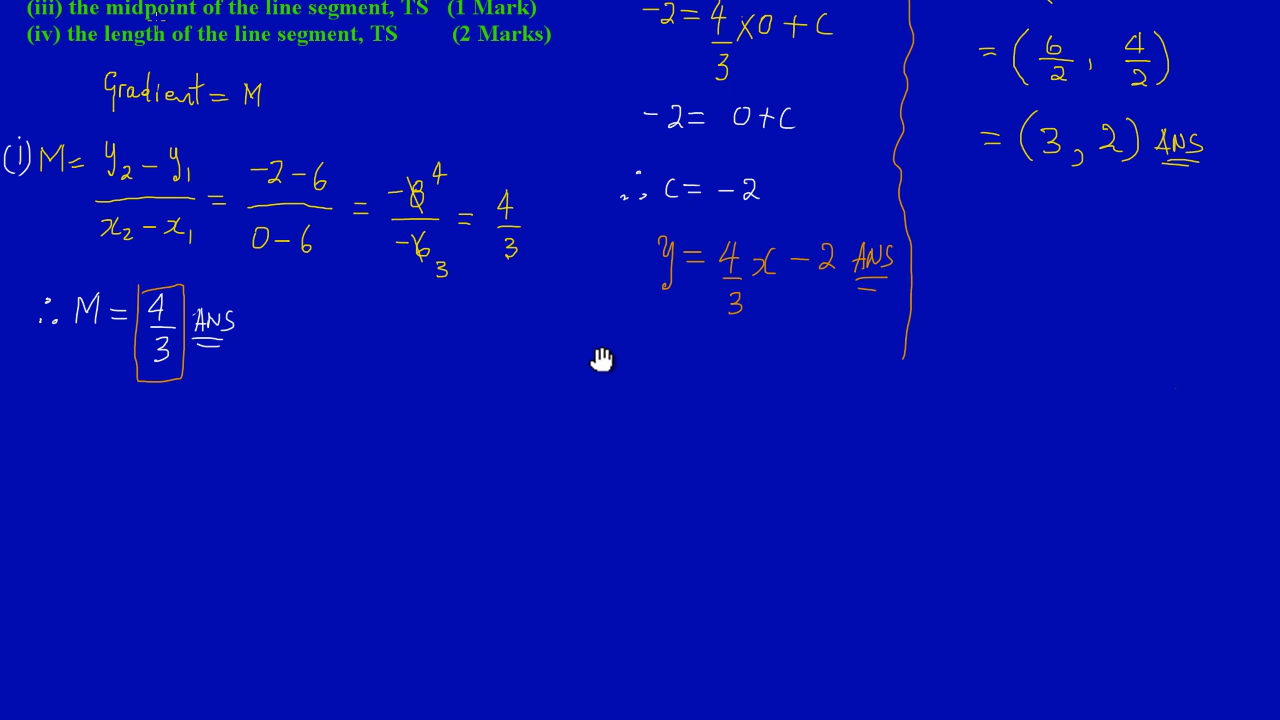 (iii) the midpoint of the line segment, TS (1 Mark)
(iv) the length of the line segment, TS (2 Marks)
Gradient = M
(i) M = y₂ - y₁ / x₂ - x₁ = -2 - 6 / 0 - 6 = -8 4 / -6 3 = 4/3
∴ M = 4/3 ANS
-2 = 4/3 × 0 + C
-2 = 0 + C
∴ C = -2
y = 4/3 x - 2 ANS
= (6/2, 4/2)
= (3, 2) ANS